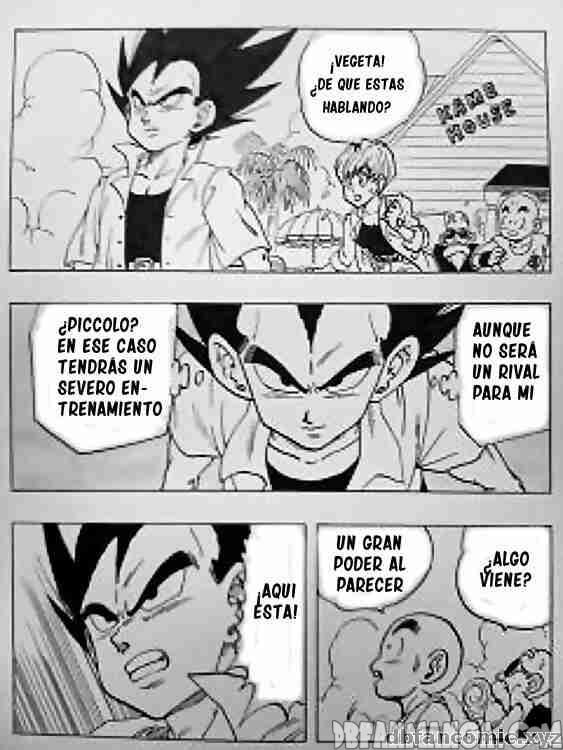 ¡VEGETA!
¿DE QUE ESTAS
HABLANDO?
KAME
HOUSE
AUNQUE
NO SERÁ
UN RIVAL
PARA MI
¿PICCOLO?
EN ESE CASO
TENDRÁS UN
SEVERO EN-
TRENAMIENTO
¿ALGO
VIENE?
UN GRAN
PODER AL
PARECER
¡AQUI
ESTA!
dbfancomic.xyz